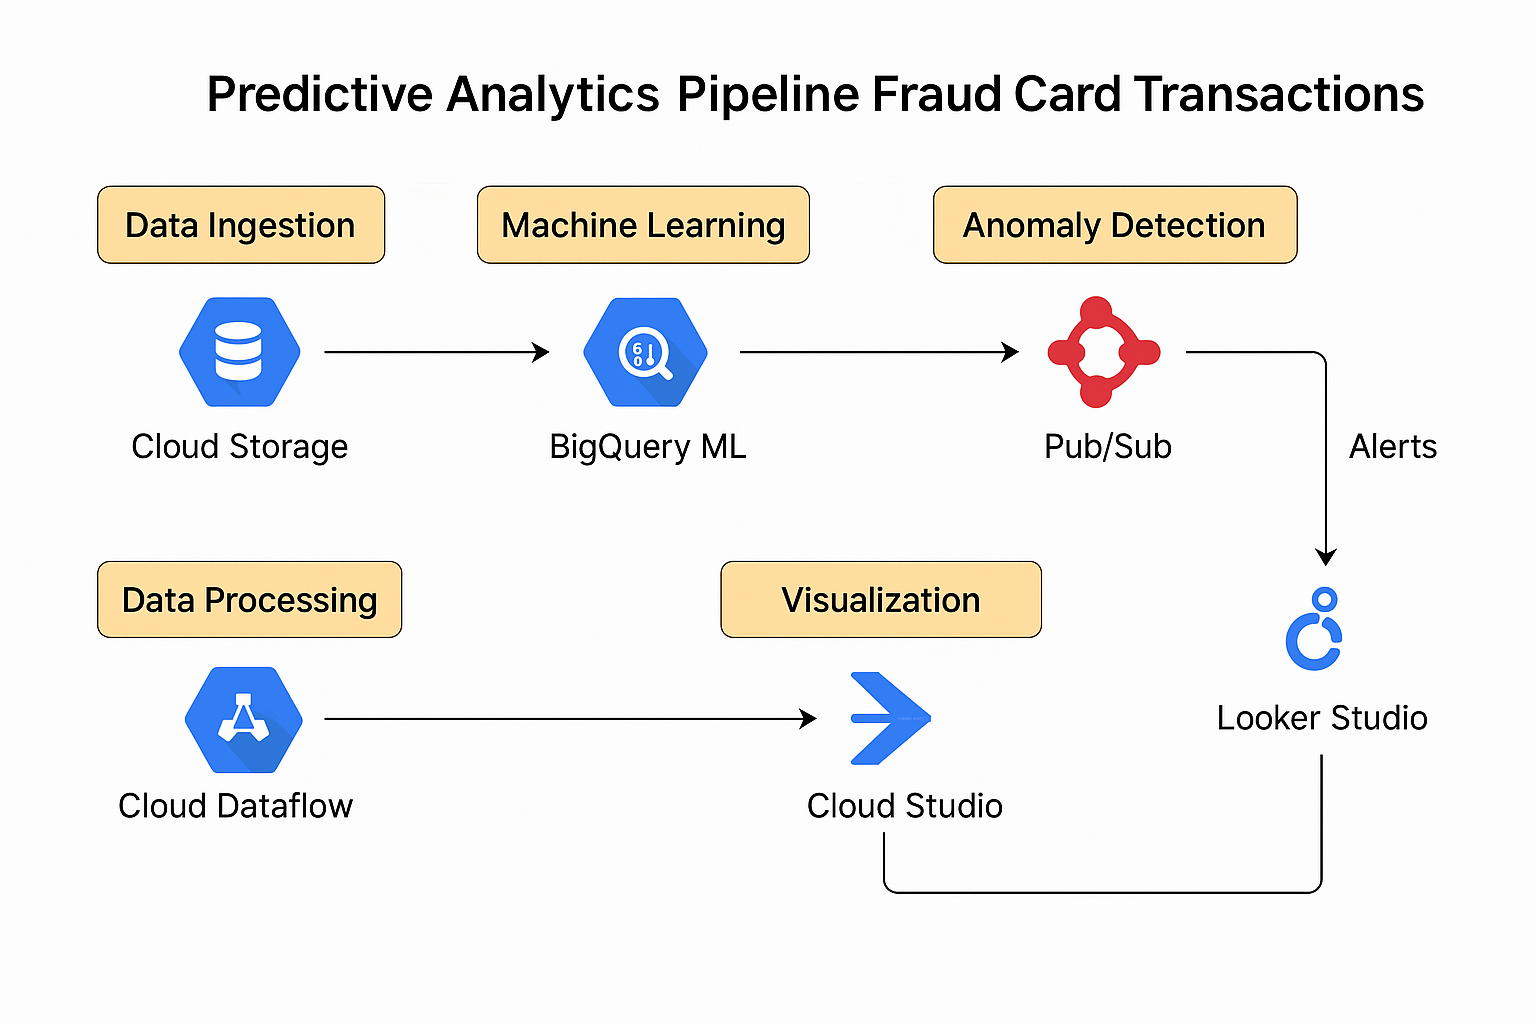 Predictive Analytics Pipeline Fraud Card Transactions
Data Ingestion
Machine Learning
Anomaly Detection
Cloud Storage
BigQuery ML
Pub/Sub
Alerts
Data Processing
Visualization
Looker Studio
Cloud Dataflow
Cloud Studio